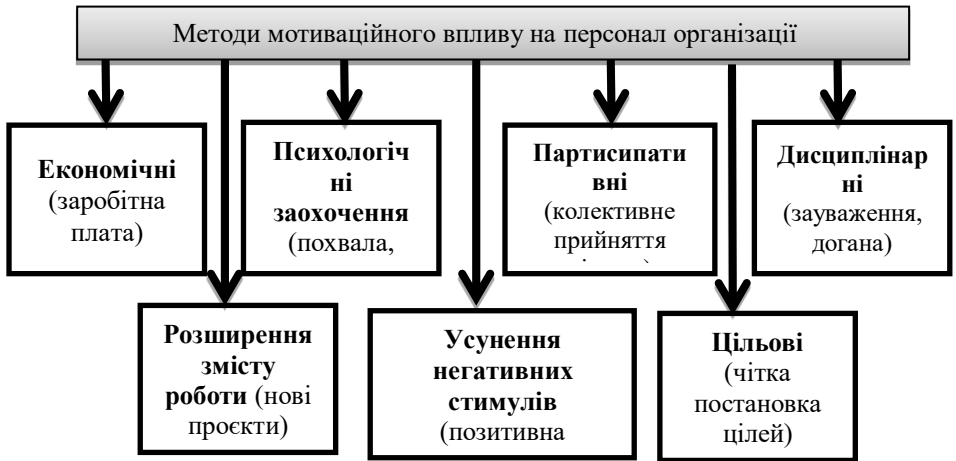 Методи мотиваційного впливу на персонал організації
Економічні
(заробітна
плата)
Психологіч
ні
заохочення
(похвала,
Партисипати
вні
(колективне
прийняття
Дисциплінар
ні
(зауваження,
догана)
Розширення
змісту
роботи (нові
проєкти)
Усунення
негативних
стимулів
(позитивна
Цільові
(чітка
постановка
цілей)